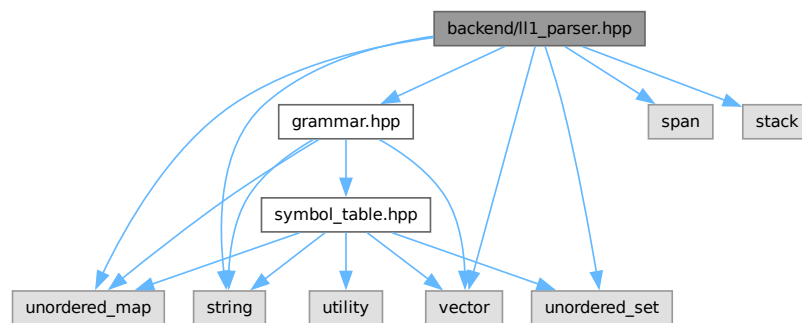 backend/ll1_parser.hpp
grammar.hpp
span
stack
symbol_table.hpp
unordered_map
string
utility
vector
unordered_set